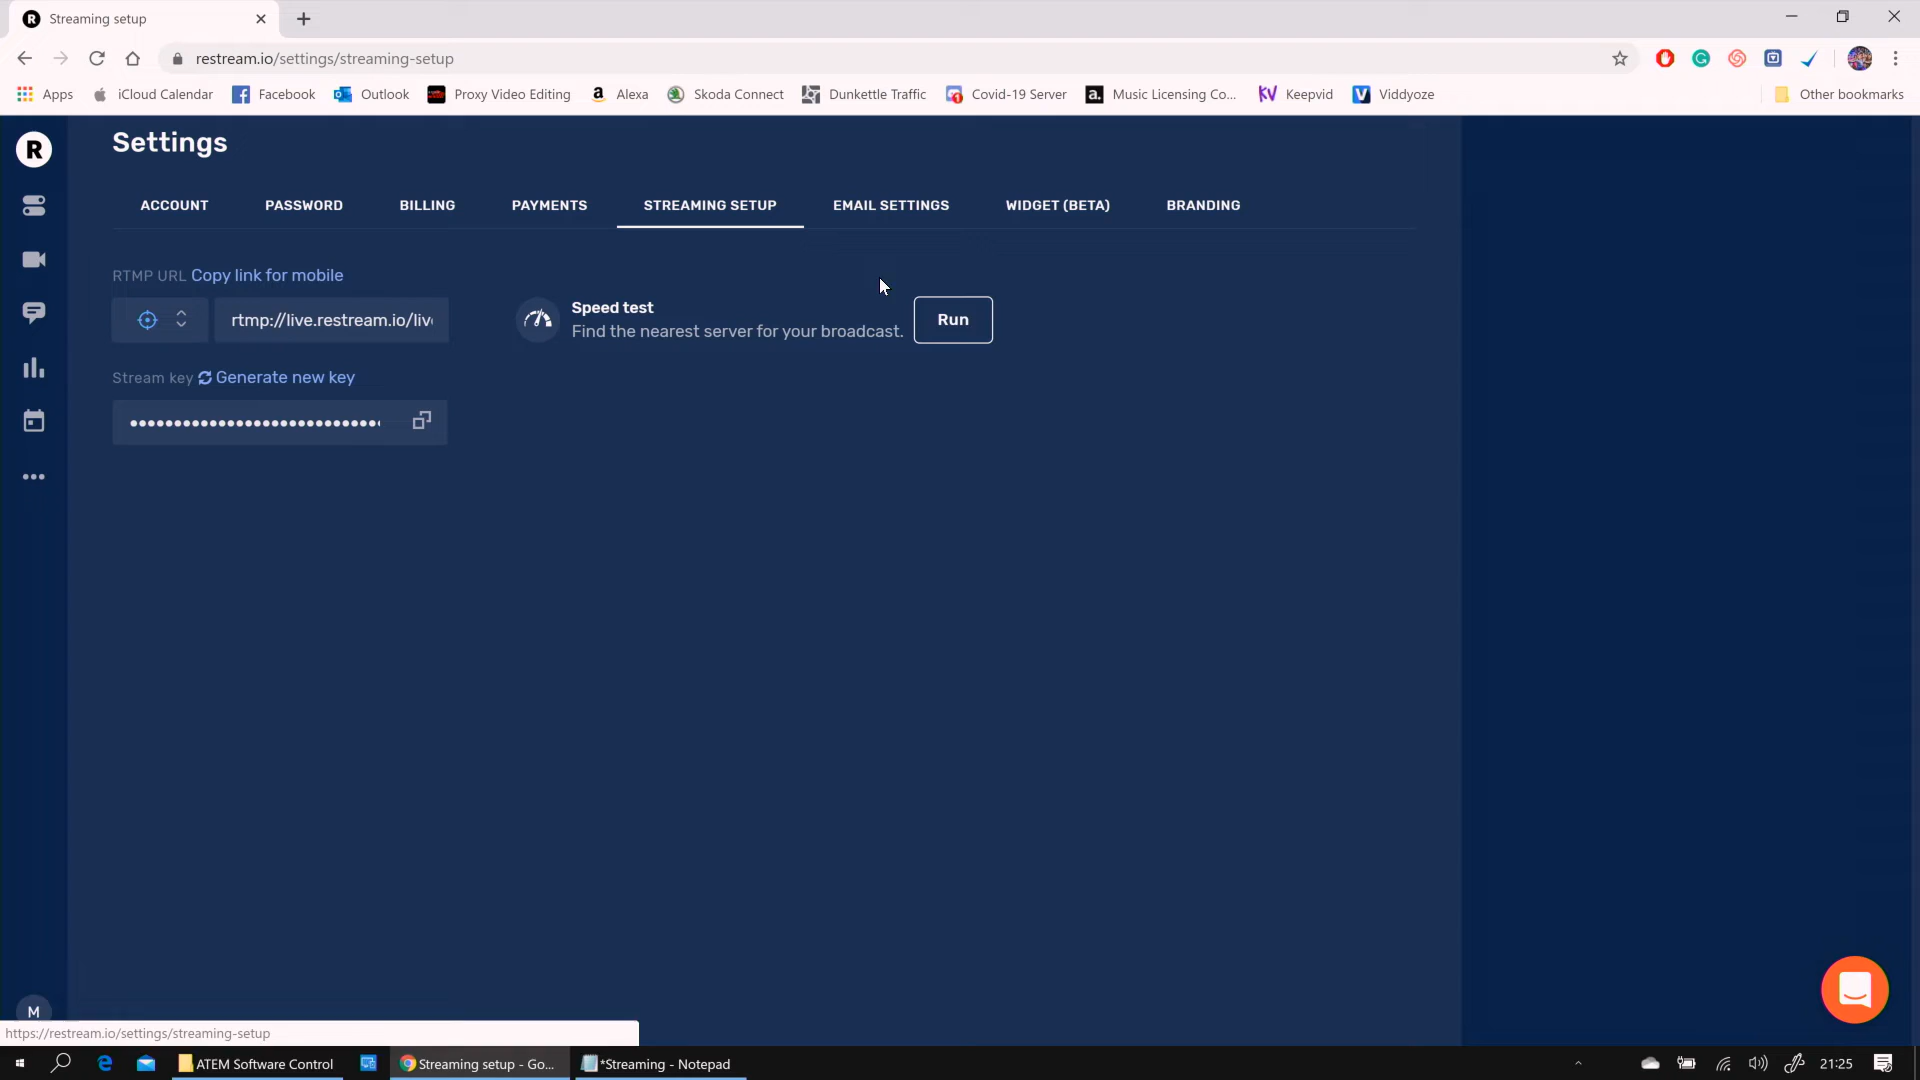 Streaming setup
restream.io/settings/streaming-setup
Apps iCloud Calendar Facebook Outlook Proxy Video Editing Alexa Skoda Connect Dunkettle Traffic Covid-19 Server Music Licensing Co... Keepvid Viddyoze Other bookmarks
R
Settings
ACCOUNT PASSWORD BILLING PAYMENTS STREAMING SETUP EMAIL SETTINGS WIDGET (BETA) BRANDING
RTMP URL Copy link for mobile
rtmp://live.restream.io/liv
Speed test
Find the nearest server for your broadcast.
Run
Stream key Generate new key
M
https://restream.io/settings/streaming-setup
ATEM Software Control Streaming setup - Go... *Streaming - Notepad 21:25